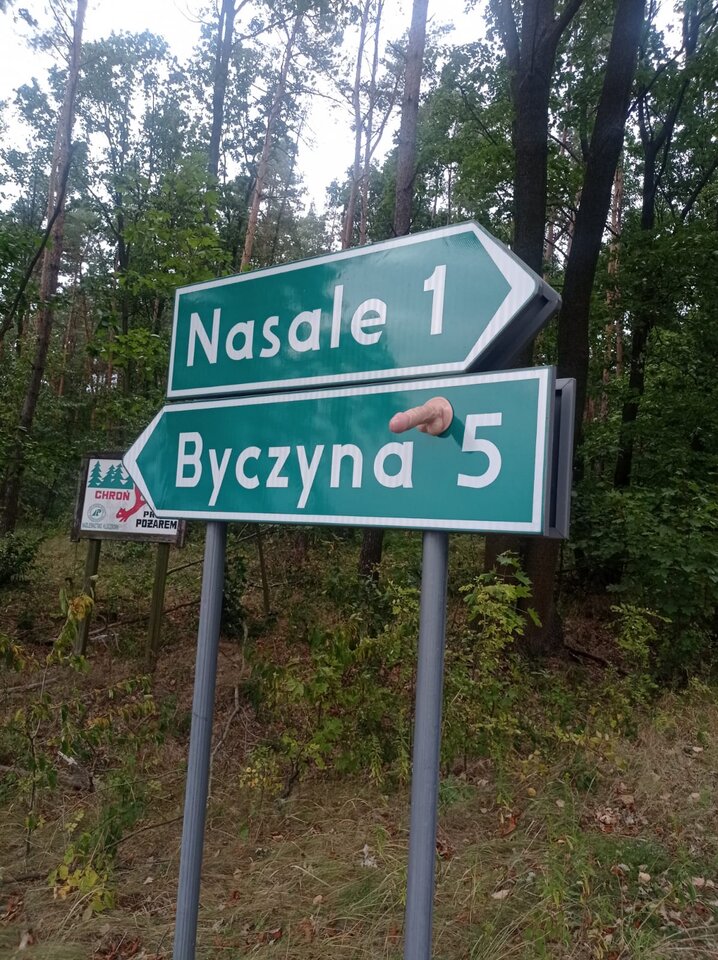 Nasale 1
Byczyna 5
CHROŃ
POŻAREM